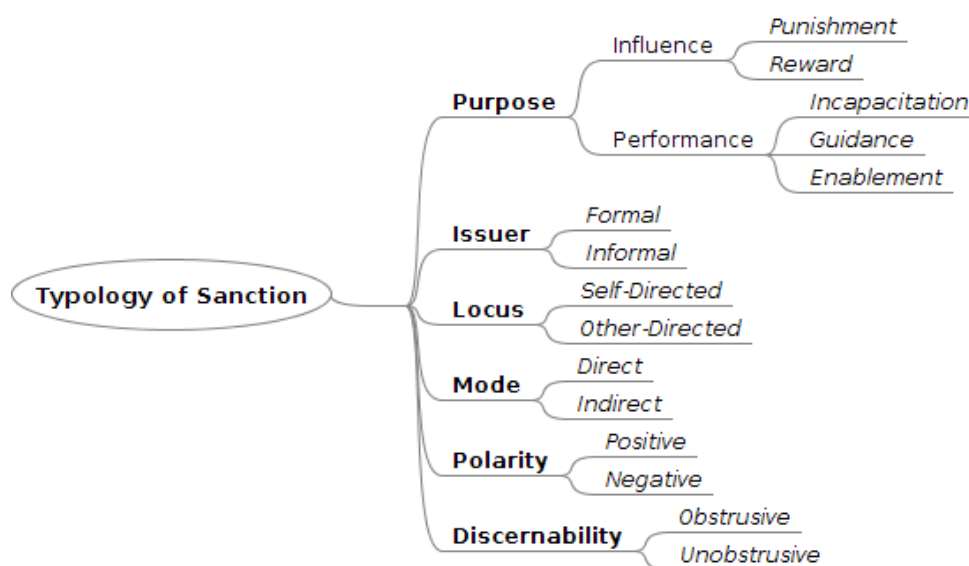 Typology of Sanction
Purpose
Influence
Punishment
Reward
Performance
Incapacitation
Guidance
Enablement
Issuer
Formal
Informal
Locus
Self-Directed
Other-Directed
Mode
Direct
Indirect
Polarity
Positive
Negative
Discernability
Obstrusive
Unobstrusive